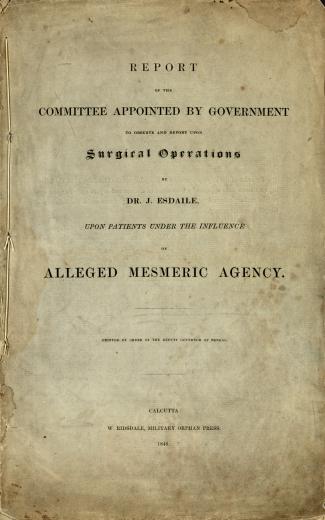 REPORT
OF THE
COMMITTEE APPOINTED BY GOVERNMENT
TO OBSERVE AND REPORT UPON
Surgical Operations
BY
DR. J. ESDAILE,
UPON PATIENTS UNDER THE INFLUENCE
OF
ALLEGED MESMERIC AGENCY.
PRINTED BY ORDER OF THE DEPUTY GOVERNOR OF BENGAL.
CALCUTTA
W. RIDSDALE, MILITARY ORPHAN PRESS.
1846.